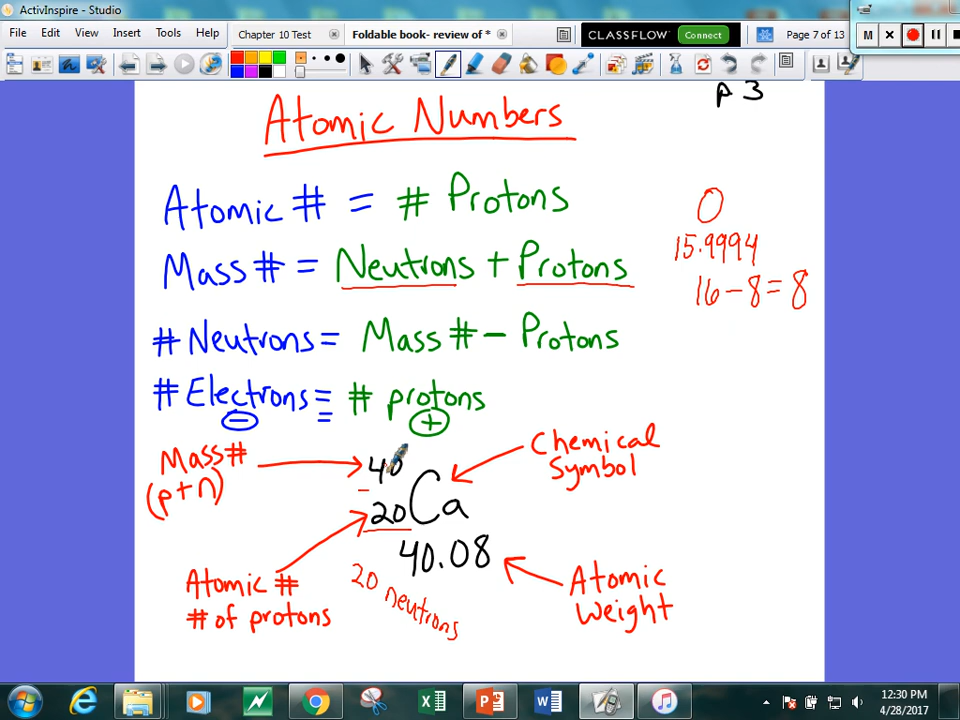 ActivInspire - Studio
File Edit View Insert Tools Help
Chapter 10 Test
Foldable book- review of *
CLASSFLOW Connect
Page 7 of 13
M
p 3
Atomic Numbers
Atomic # = # Protons
Mass # = Neutrons + Protons
# Neutrons = Mass # - Protons
# Electrons = # protons
- +
O
15.9994
16-8=8
Mass#
(p+n)
40
20 Ca
40.08
Chemical
Symbol
Atomic #
# of protons
20 neutrons
Atomic
Weight
12:30 PM
4/28/2017